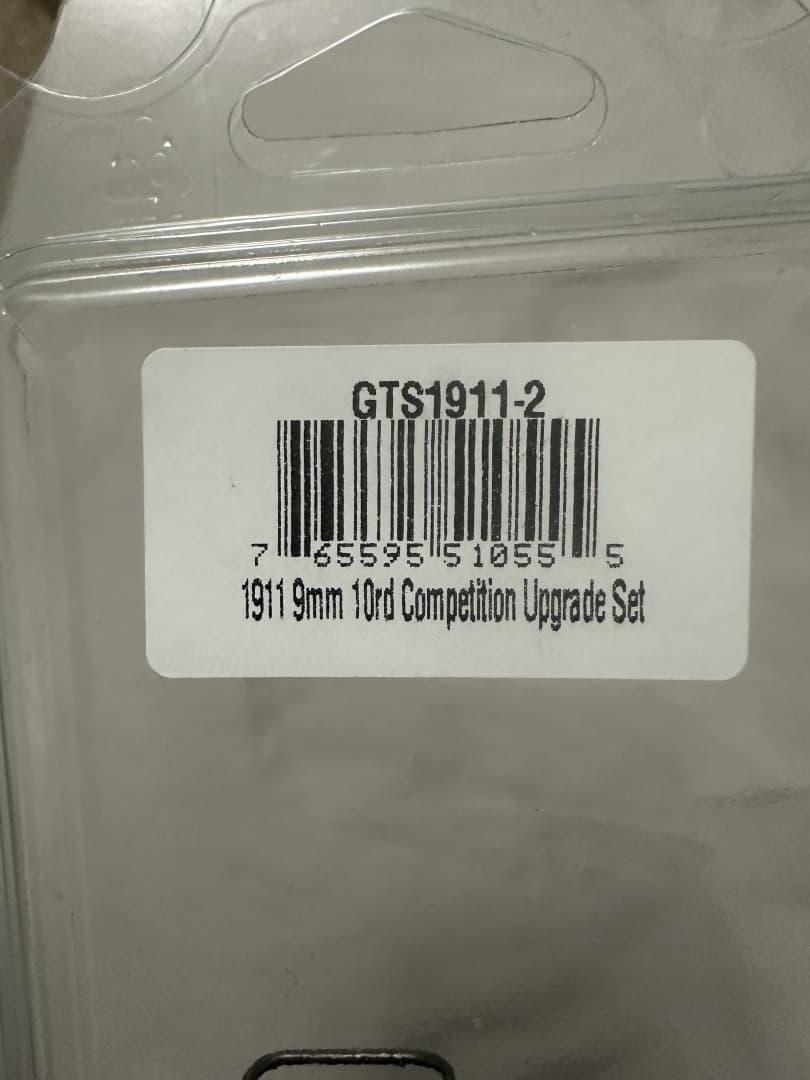 GTS1911-2
7 65595 51055 5
1911 9mm 10rd Competition Upgrade Set